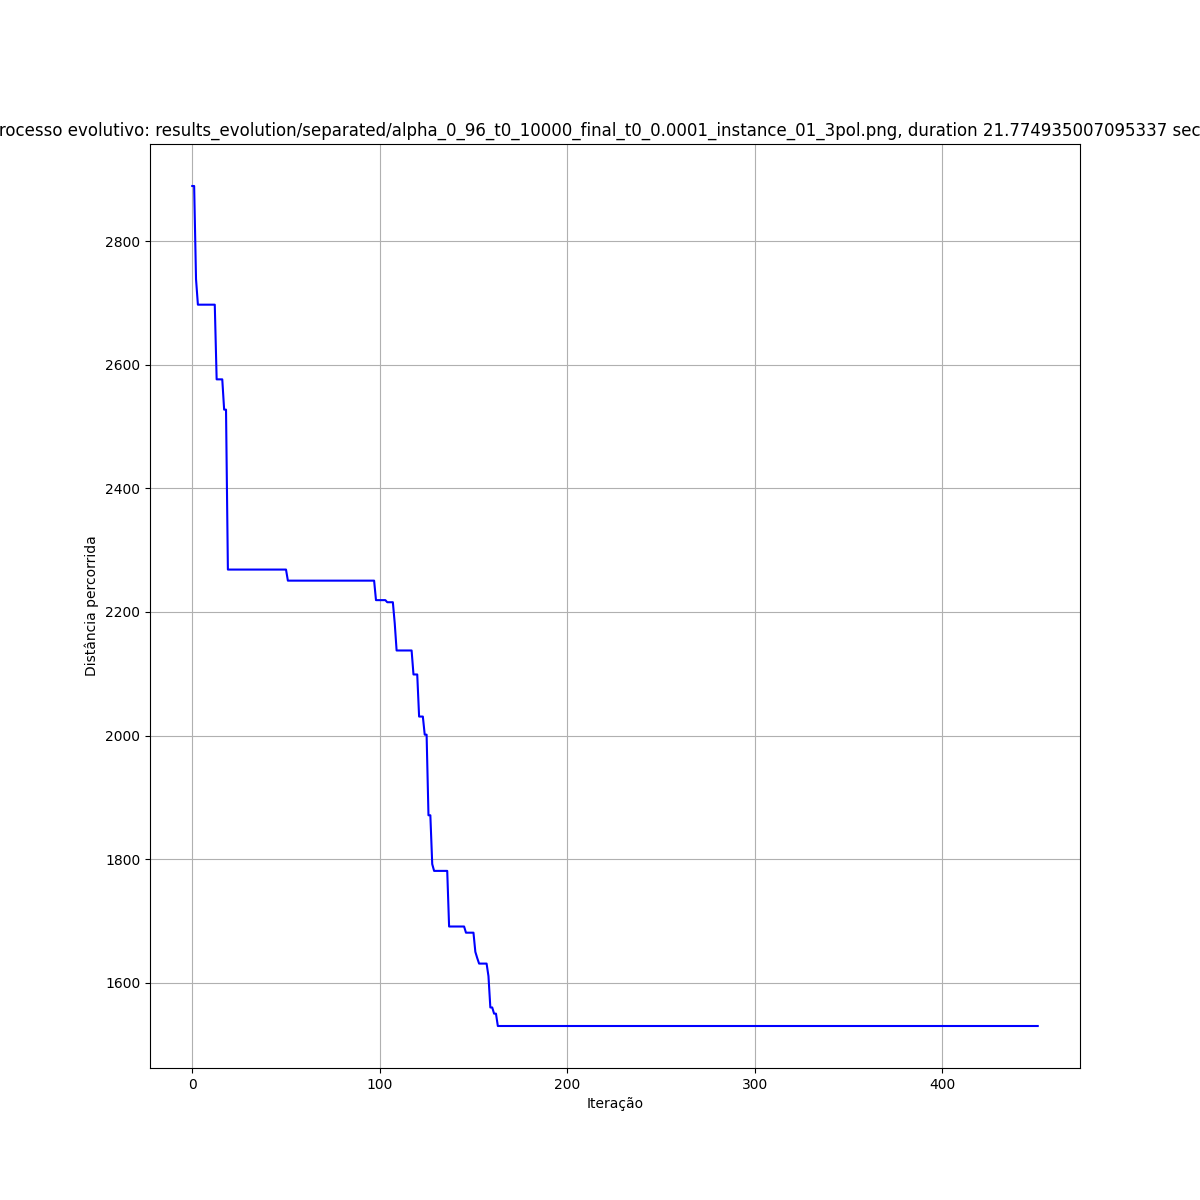 rocesso evolutivo: results_evolution/separated/alpha_0_96_t0_10000_final_t0_0.0001_instance_01_3pol.png, duration 21.774935007095337 sec
2800
2600
2400
2200
2000
1800
1600
Distância percorrida
0 100 200 300 400
Iteração